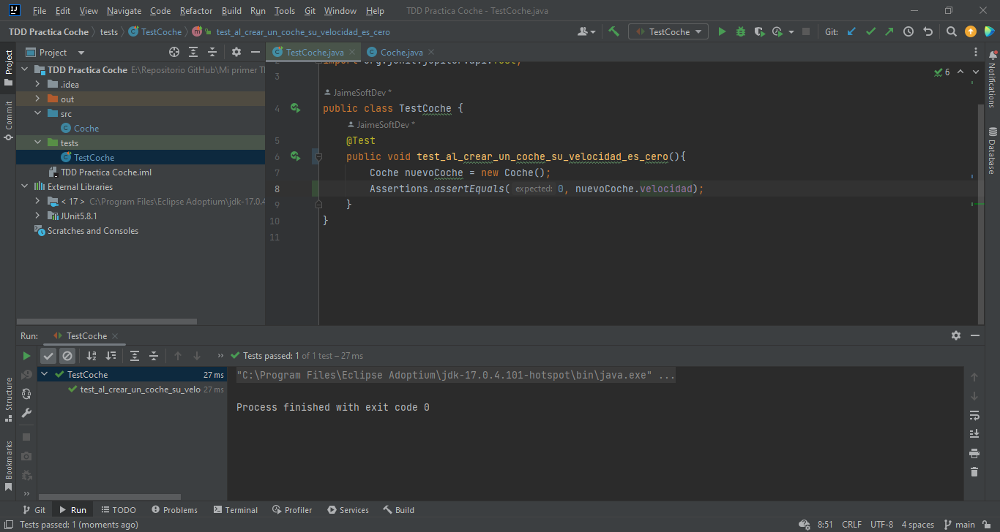 File Edit View Navigate Code Refactor Build Run Tools Git Window Help TDD Practica Coche - TestCoche.java
TDD Practica Coche tests TestCoche test_al_crear_un_coche_su_velocidad_es_cero TestCoche Git:
Project
TestCoche.java Coche.java
TDD Practica Coche E:\Repositorio GitHub\Mi primer T
.idea
out
src
Coche
tests
TestCoche
TDD Practica Coche.iml
External Libraries
< 17 > C:\Program Files\Eclipse Adoptium\jdk-17.0.4
JUnit5.8.1
Scratches and Consoles
Project
Commit
Structure
Bookmarks
6
3
JaimeSoftDev *
4 public class TestCoche {
JaimeSoftDev *
5 @Test
6 public void test_al_crear_un_coche_su_velocidad_es_cero(){
7 Coche nuevoCoche = new Coche();
8 Assertions.assertEquals( expected: 0, nuevoCoche.velocidad);
9 }
10 }
11
Notifications
Database
Run: TestCoche
Tests passed: 1 of 1 test – 27 ms
TestCoche 27 ms
test_al_crear_un_coche_su_velo 27 ms
"C:\Program Files\Eclipse Adoptium\jdk-17.0.4.101-hotspot\bin\java.exe" ...
Process finished with exit code 0
Git Run TODO Problems Terminal Profiler Services Build
Tests passed: 1 (moments ago) 8:51 CRLF UTF-8 4 spaces main